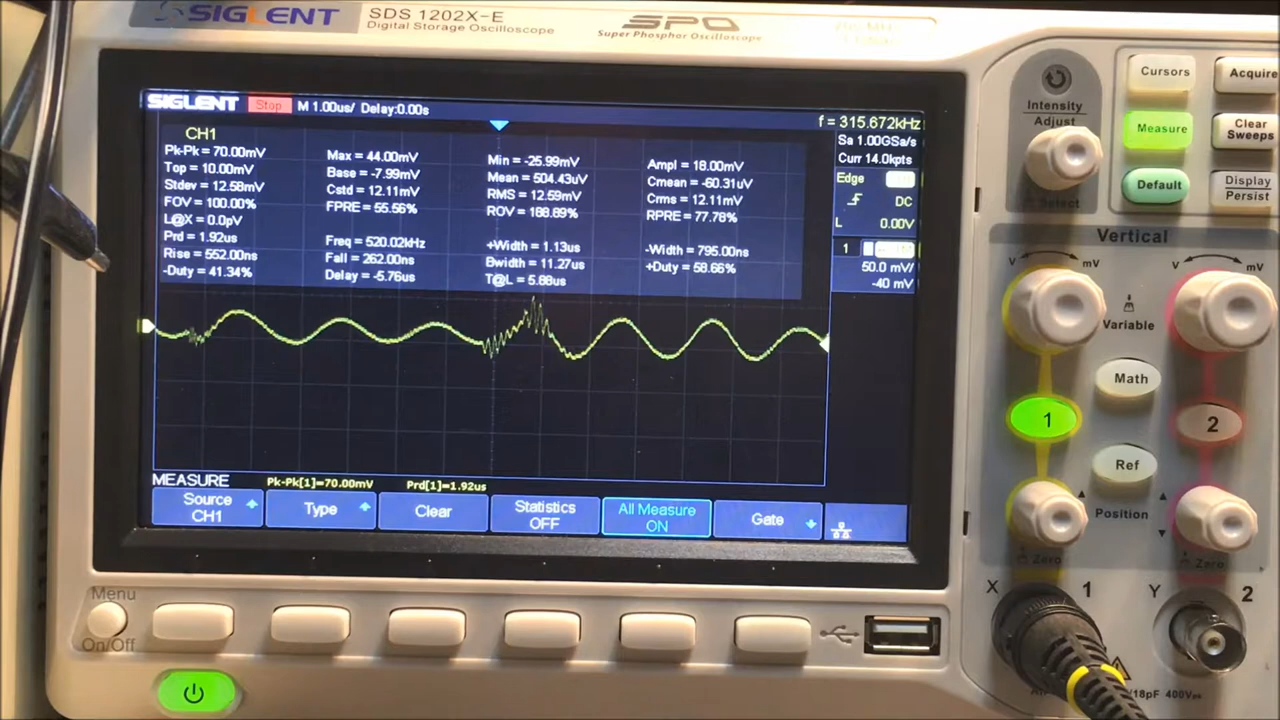 SIGLENT SDS 1202X-E SPO
Digital Storage Oscilloscope Super Phosphor Oscilloscope
SIGLENT Stop M 1.00us/ Delay:0.00s
f = 315.672kHz
Sa 1.00GSa/s
Curr 14.0kpts
Edge
DC
L 0.00V
1
50.0 mV/
-40 mV
CH1
Pk-Pk = 70.00mV Max = 44.00mV Min = -25.99mV Ampl = 18.00mV
Top = 10.00mV Base = -7.99mV Mean = 504.43uV Cmean = -60.31uV
Stdev = 12.58mV Cstd = 12.11mV RMS = 12.59mV Crms = 12.11mV
FOV = 100.00% FPRE = 55.56% ROV = 188.89% RPRE = 77.78%
L@X = 0.0pV
Prd = 1.92us Freq = 520.02kHz +Width = 1.13us -Width = 795.00ns
Rise = 552.00ns Fall = 262.00ns Bwidth = 11.27us +Duty = 58.66%
-Duty = 41.34% Delay = -5.76us T@L = 5.88us
MEASURE Pk-Pk[1]=70.00mV Prd[1]=1.92us
Source CH1
Type
Clear
Statistics OFF
All Measure ON
Gate
Menu
On/Off
Intensity
Adjust
Select
Cursors
Acquire
Measure
Clear Sweeps
Default
Display Persist
Vertical
V mV V mV
Variable
Math
1
2
Ref
Position
Zero Zero
X 1 Y 2
/18pF 400Vpk